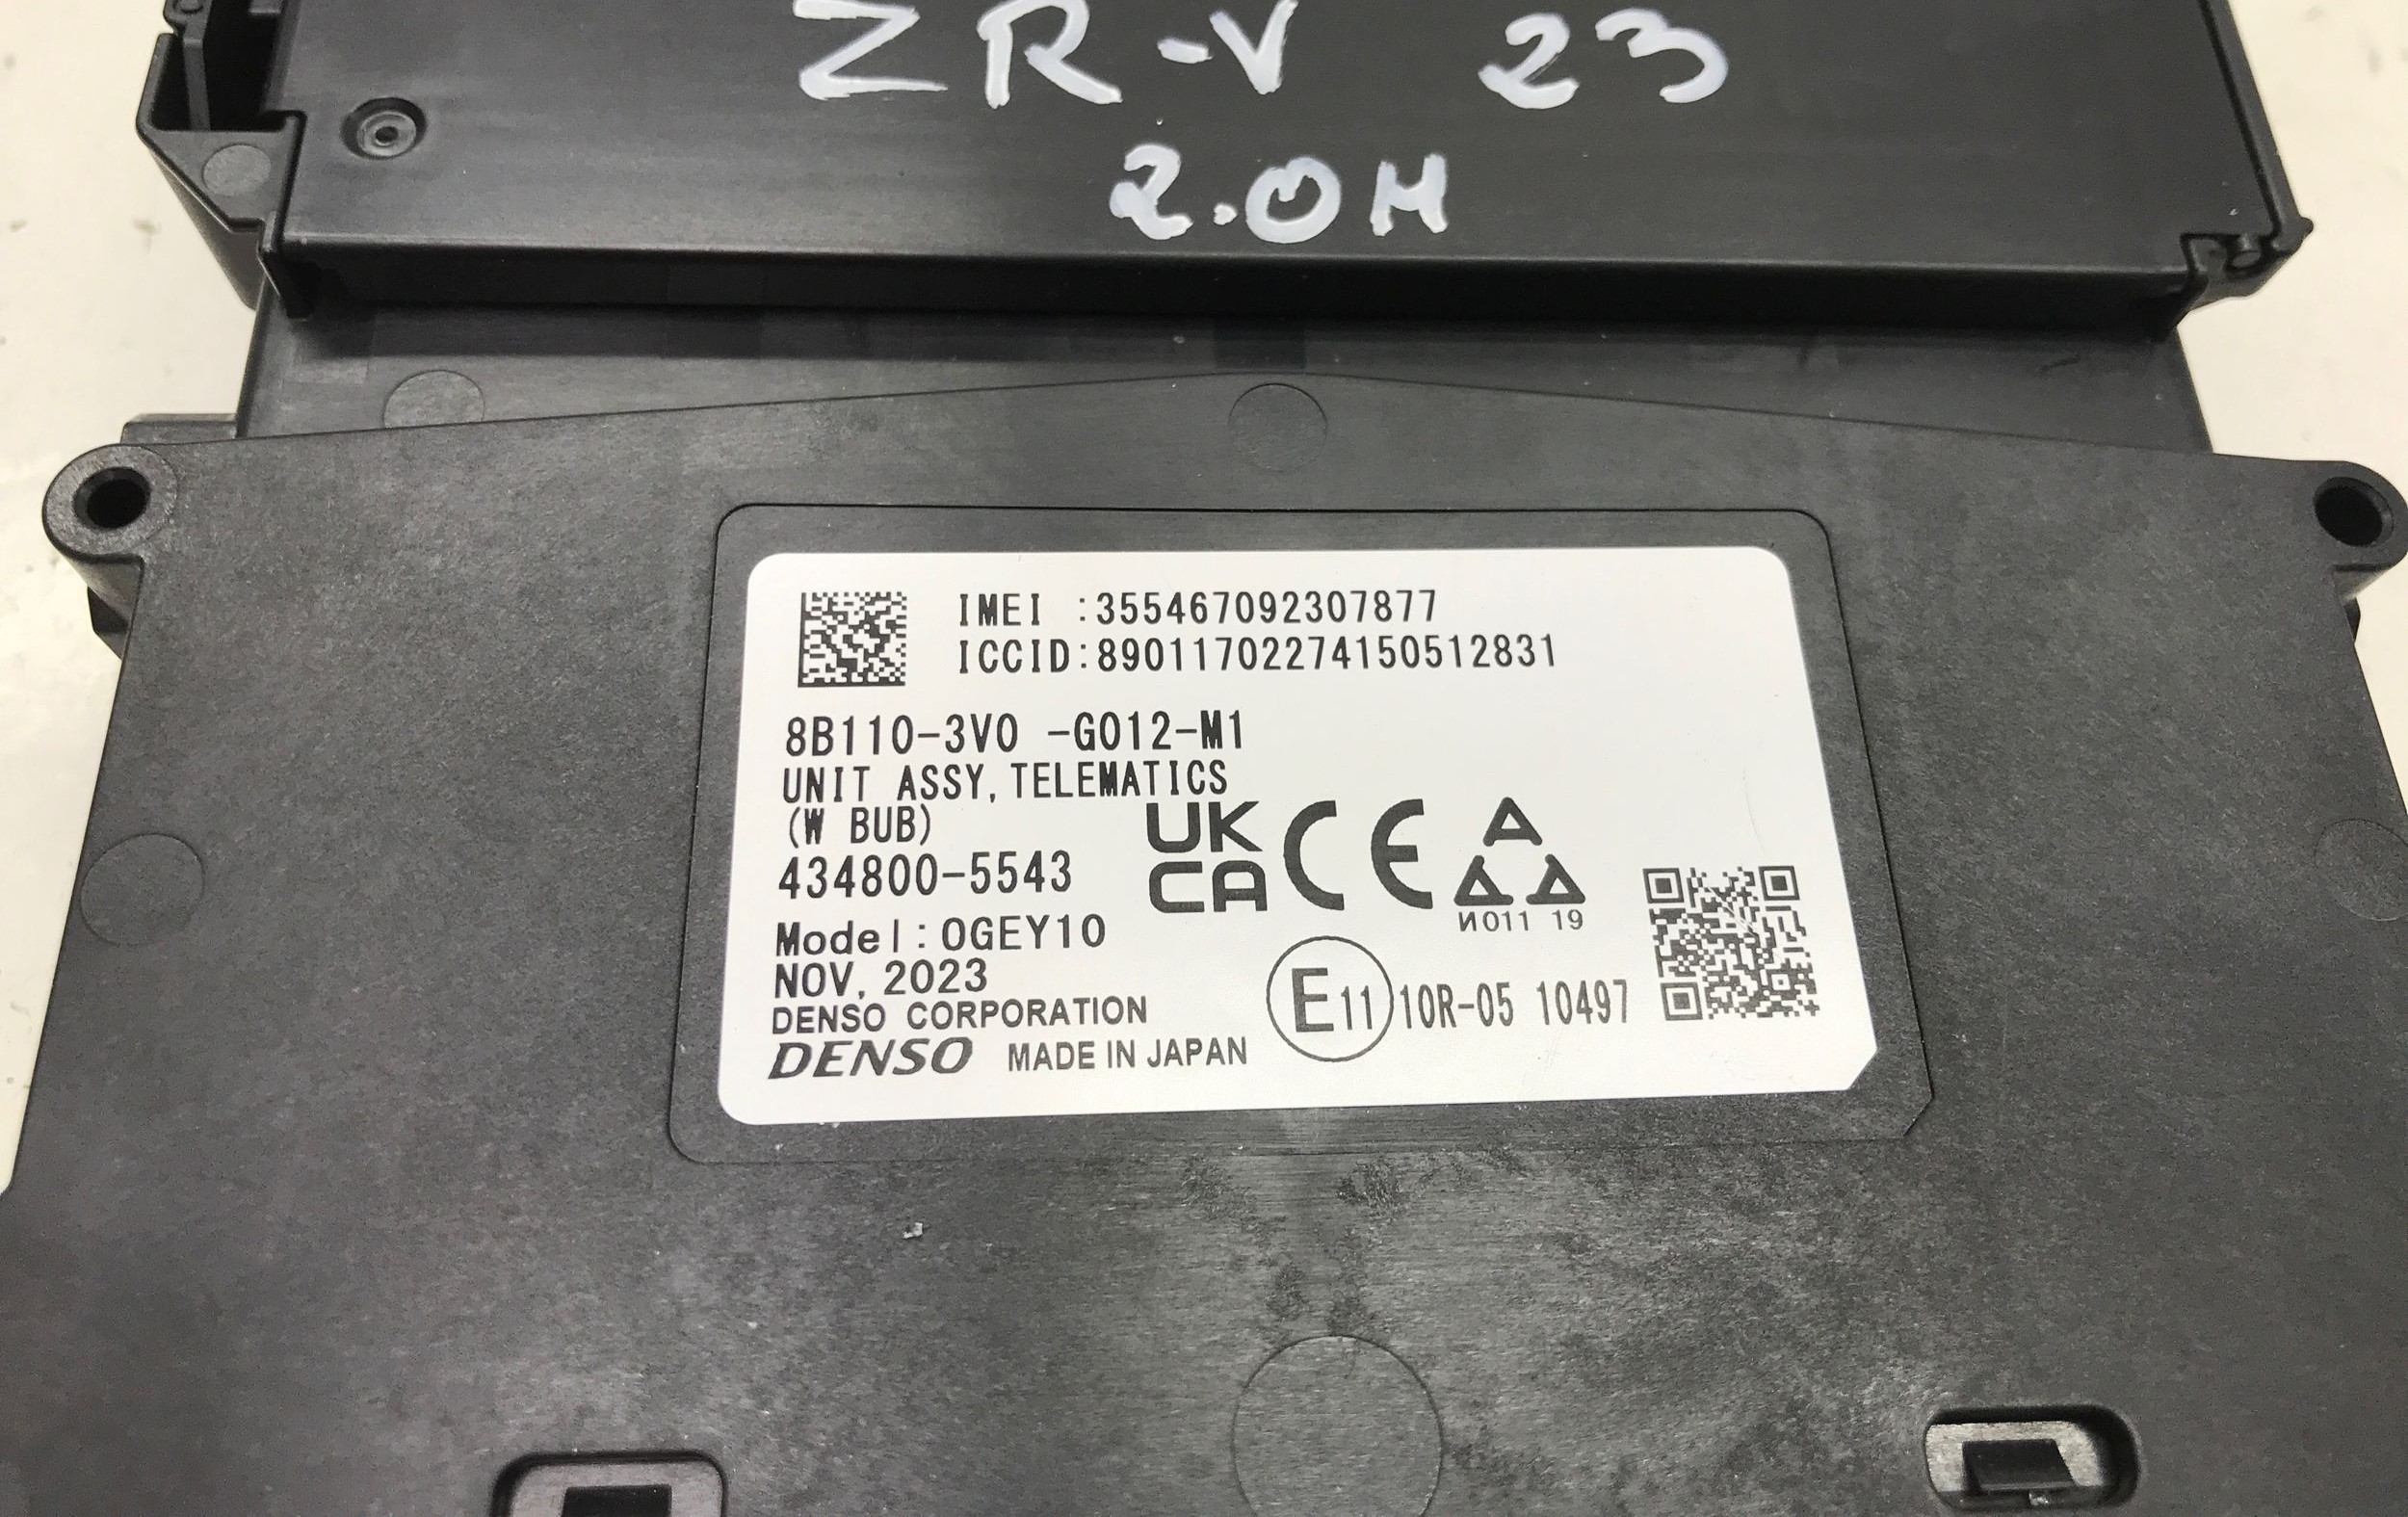 ZR-V 23
2.0H
IMEI :355467092307877
ICCID:89011702274150512831
8B110-3V0 -G012-M1
UNIT ASSY, TELEMATICS
(W BUB)
434800-5543
UK
CA
CE
И011 19
Model:OGEY10
NOV, 2023
E11 10R-05 10497
DENSO CORPORATION
DENSO MADE IN JAPAN